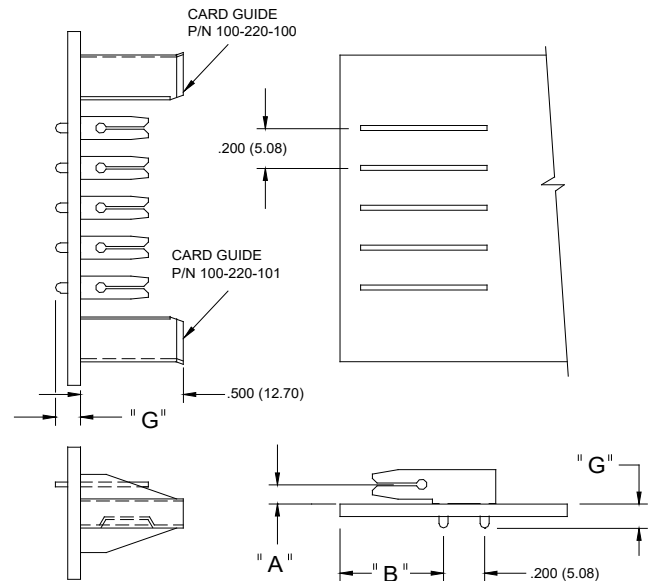 CARD GUIDE
P/N 100-220-100
.200 (5.08)
CARD GUIDE
P/N 100-220-101
.500 (12.70)
"G"
"G"
"A"
"B"
.200 (5.08)